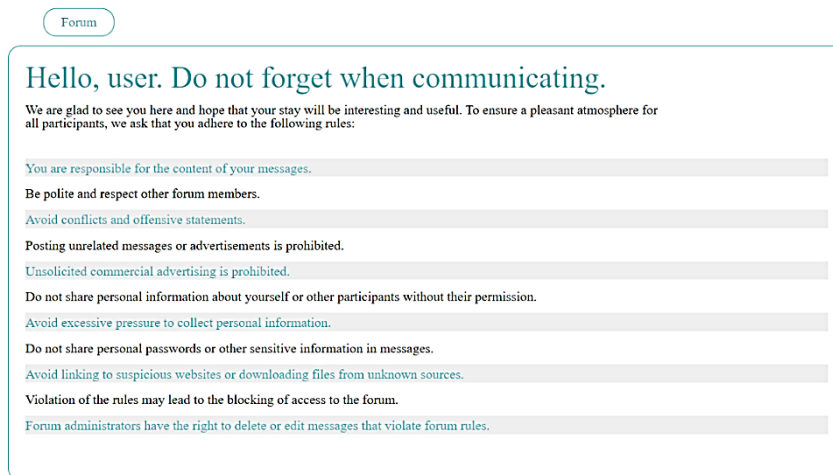 Forum
Hello, user. Do not forget when communicating.
We are glad to see you here and hope that your stay will be interesting and useful. To ensure a pleasant atmosphere for
all participants, we ask that you adhere to the following rules:
You are responsible for the content of your messages.
Be polite and respect other forum members.
Avoid conflicts and offensive statements.
Posting unrelated messages or advertisements is prohibited.
Unsolicited commercial advertising is prohibited.
Do not share personal information about yourself or other participants without their permission.
Avoid excessive pressure to collect personal information.
Do not share personal passwords or other sensitive information in messages.
Avoid linking to suspicious websites or downloading files from unknown sources.
Violation of the rules may lead to the blocking of access to the forum.
Forum administrators have the right to delete or edit messages that violate forum rules.